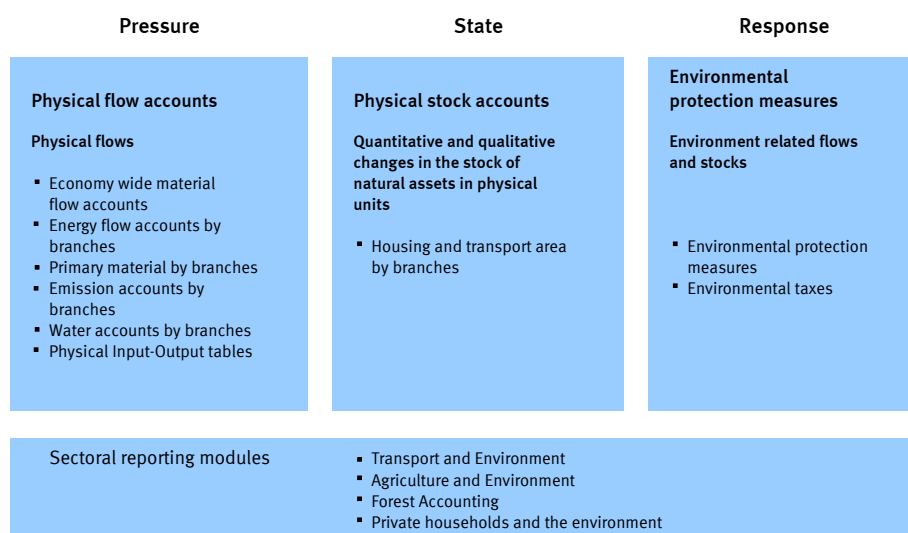 Pressure
State
Response
Physical flow accounts
Physical flows
▪ Economy wide material
flow accounts
▪ Energy flow accounts by
branches
▪ Primary material by branches
▪ Emission accounts by
branches
▪ Water accounts by branches
▪ Physical Input-Output tables
Physical stock accounts
Quantitative and qualitative
changes in the stock of
natural assets in physical
units
▪ Housing and transport area
by branches
Environmental
protection measures
Environment related flows
and stocks
▪ Environmental protection
measures
▪ Environmental taxes
Sectoral reporting modules
▪ Transport and Environment
▪ Agriculture and Environment
▪ Forest Accounting
▪ Private households and the environment